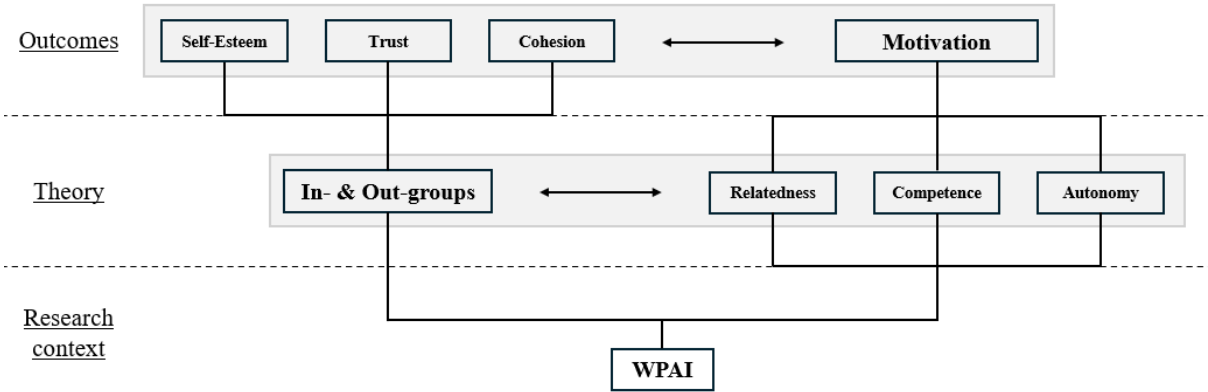 Outcomes
Self-Esteem
Trust
Cohesion
Motivation
Theory
In- & Out-groups
Relatedness
Competence
Autonomy
Research
context
WPAI